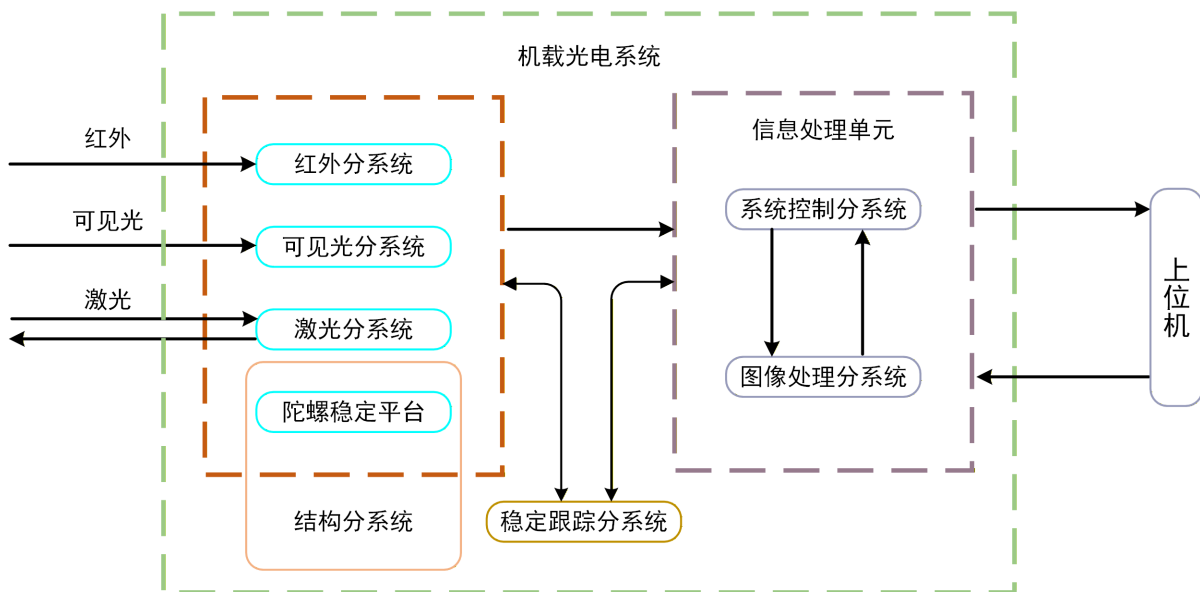 机载光电系统
红外
红外分系统
可见光
可见光分系统
激光
激光分系统
陀螺稳定平台
结构分系统
稳定跟踪分系统
信息处理单元
系统控制分系统
图像处理分系统
上位机